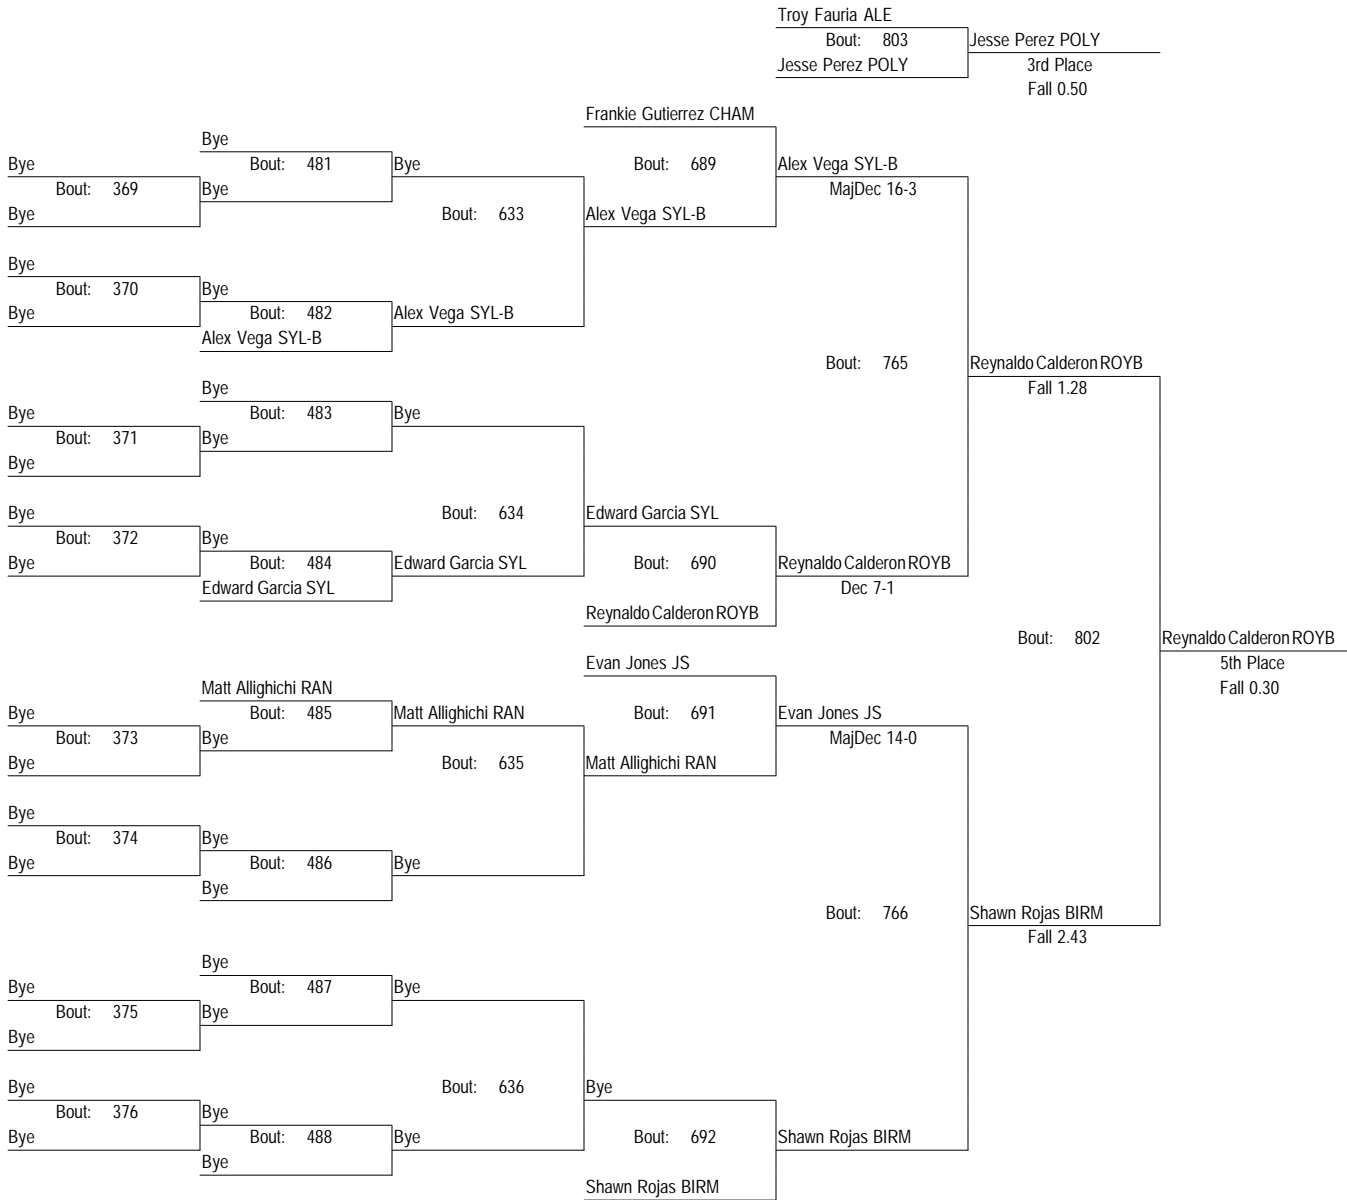 Troy Fauria ALE
Bout: 803 Jesse Perez POLY
Jesse Perez POLY 3rd Place
Fall 0.50
Frankie Gutierrez CHAM
Bye
Bye Bout: 481 Bye Bout: 689 Alex Vega SYL-B
Bout: 369 Bye MajDec 16-3
Bye Bout: 633 Alex Vega SYL-B
Bye
Bout: 370 Bye
Bye Bout: 482 Alex Vega SYL-B
Alex Vega SYL-B
Bout: 765 Reynaldo Calderon ROYB
Bye Fall 1.28
Bye Bout: 483 Bye
Bout: 371 Bye
Bye
Bye Bout: 634 Edward Garcia SYL
Bout: 372 Bye
Bye Bout: 484 Edward Garcia SYL Bout: 690 Reynaldo Calderon ROYB
Edward Garcia SYL Dec 7-1
Reynaldo Calderon ROYB
Bout: 802 Reynaldo Calderon ROYB
Evan Jones JS 5th Place
Matt Allighichi RAN Fall 0.30
Bye Bout: 485 Matt Allighichi RAN Bout: 691 Evan Jones JS
Bout: 373 Bye MajDec 14-0
Bye Bout: 635 Matt Allighichi RAN
Bye
Bout: 374 Bye
Bye Bout: 486 Bye
Bye
Bout: 766 Shawn Rojas BIRM
Fall 2.43
Bye
Bye Bout: 487 Bye
Bout: 375 Bye
Bye
Bye Bout: 636 Bye
Bout: 376 Bye
Bye Bout: 488 Bye Bout: 692 Shawn Rojas BIRM
Bye
Shawn Rojas BIRM